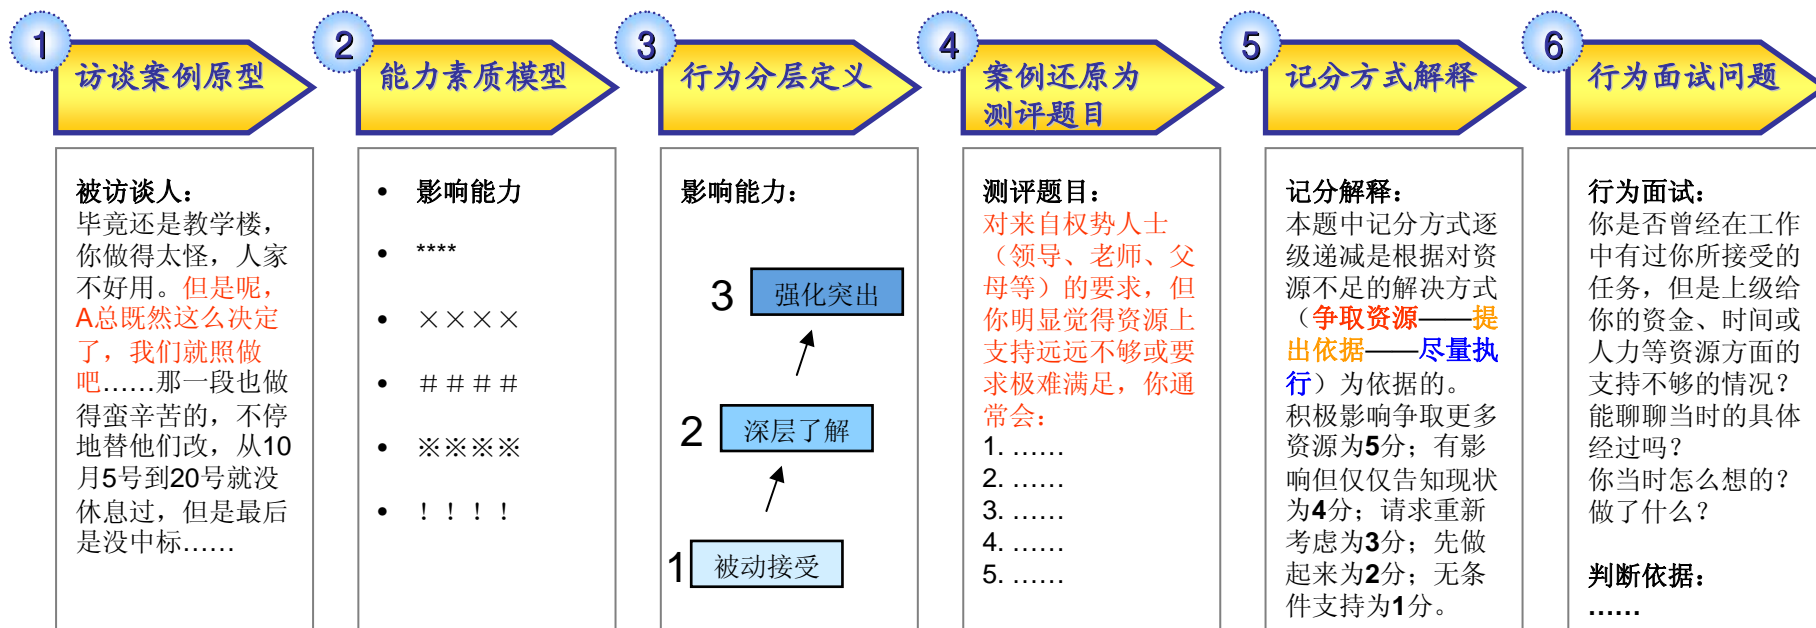 1
访谈案例原型
被访谈人：
毕竟还是教学楼，
你做得太怪，人家
不好用。但是呢，
A总既然这么决定
了，我们就照做
吧......那一段也做
得蛮辛苦的，不停
地替他们改，从10
月5号到20号就没
休息过，但是最后
是没中标......
2
能力素质模型
• 影响能力
• ****
• ××××
• ＃＃＃＃
• ※※※※
• ！！！！
3
行为分层定义
影响能力：
3 强化突出
2 深层了解
1 被动接受
4
案例还原为
测评题目
测评题目：
对来自权势人士
（领导、老师、父
母等）的要求，但
你明显觉得资源上
支持远远不够或要
求极难满足，你通
常会：
1. ......
2. ......
3. ......
4. ......
5. ......
5
记分方式解释
记分解释：
本题中记分方式逐
级递减是根据对资
源不足的解决方式
（争取资源——提
出依据——尽量执
行）为依据的。
积极影响争取更多
资源为5分；有影
响但仅仅告知现状
为4分；请求重新
考虑为3分；先做
起来为2分；无条
件支持为1分。
6
行为面试问题
行为面试：
你是否曾经在工作
中有过你所接受的
任务，但是上级给
你的资金、时间或
人力等资源方面的
支持不够的情况？
能聊聊当时的具体
经过吗？
你当时怎么想的？
做了什么？
判断依据：
......